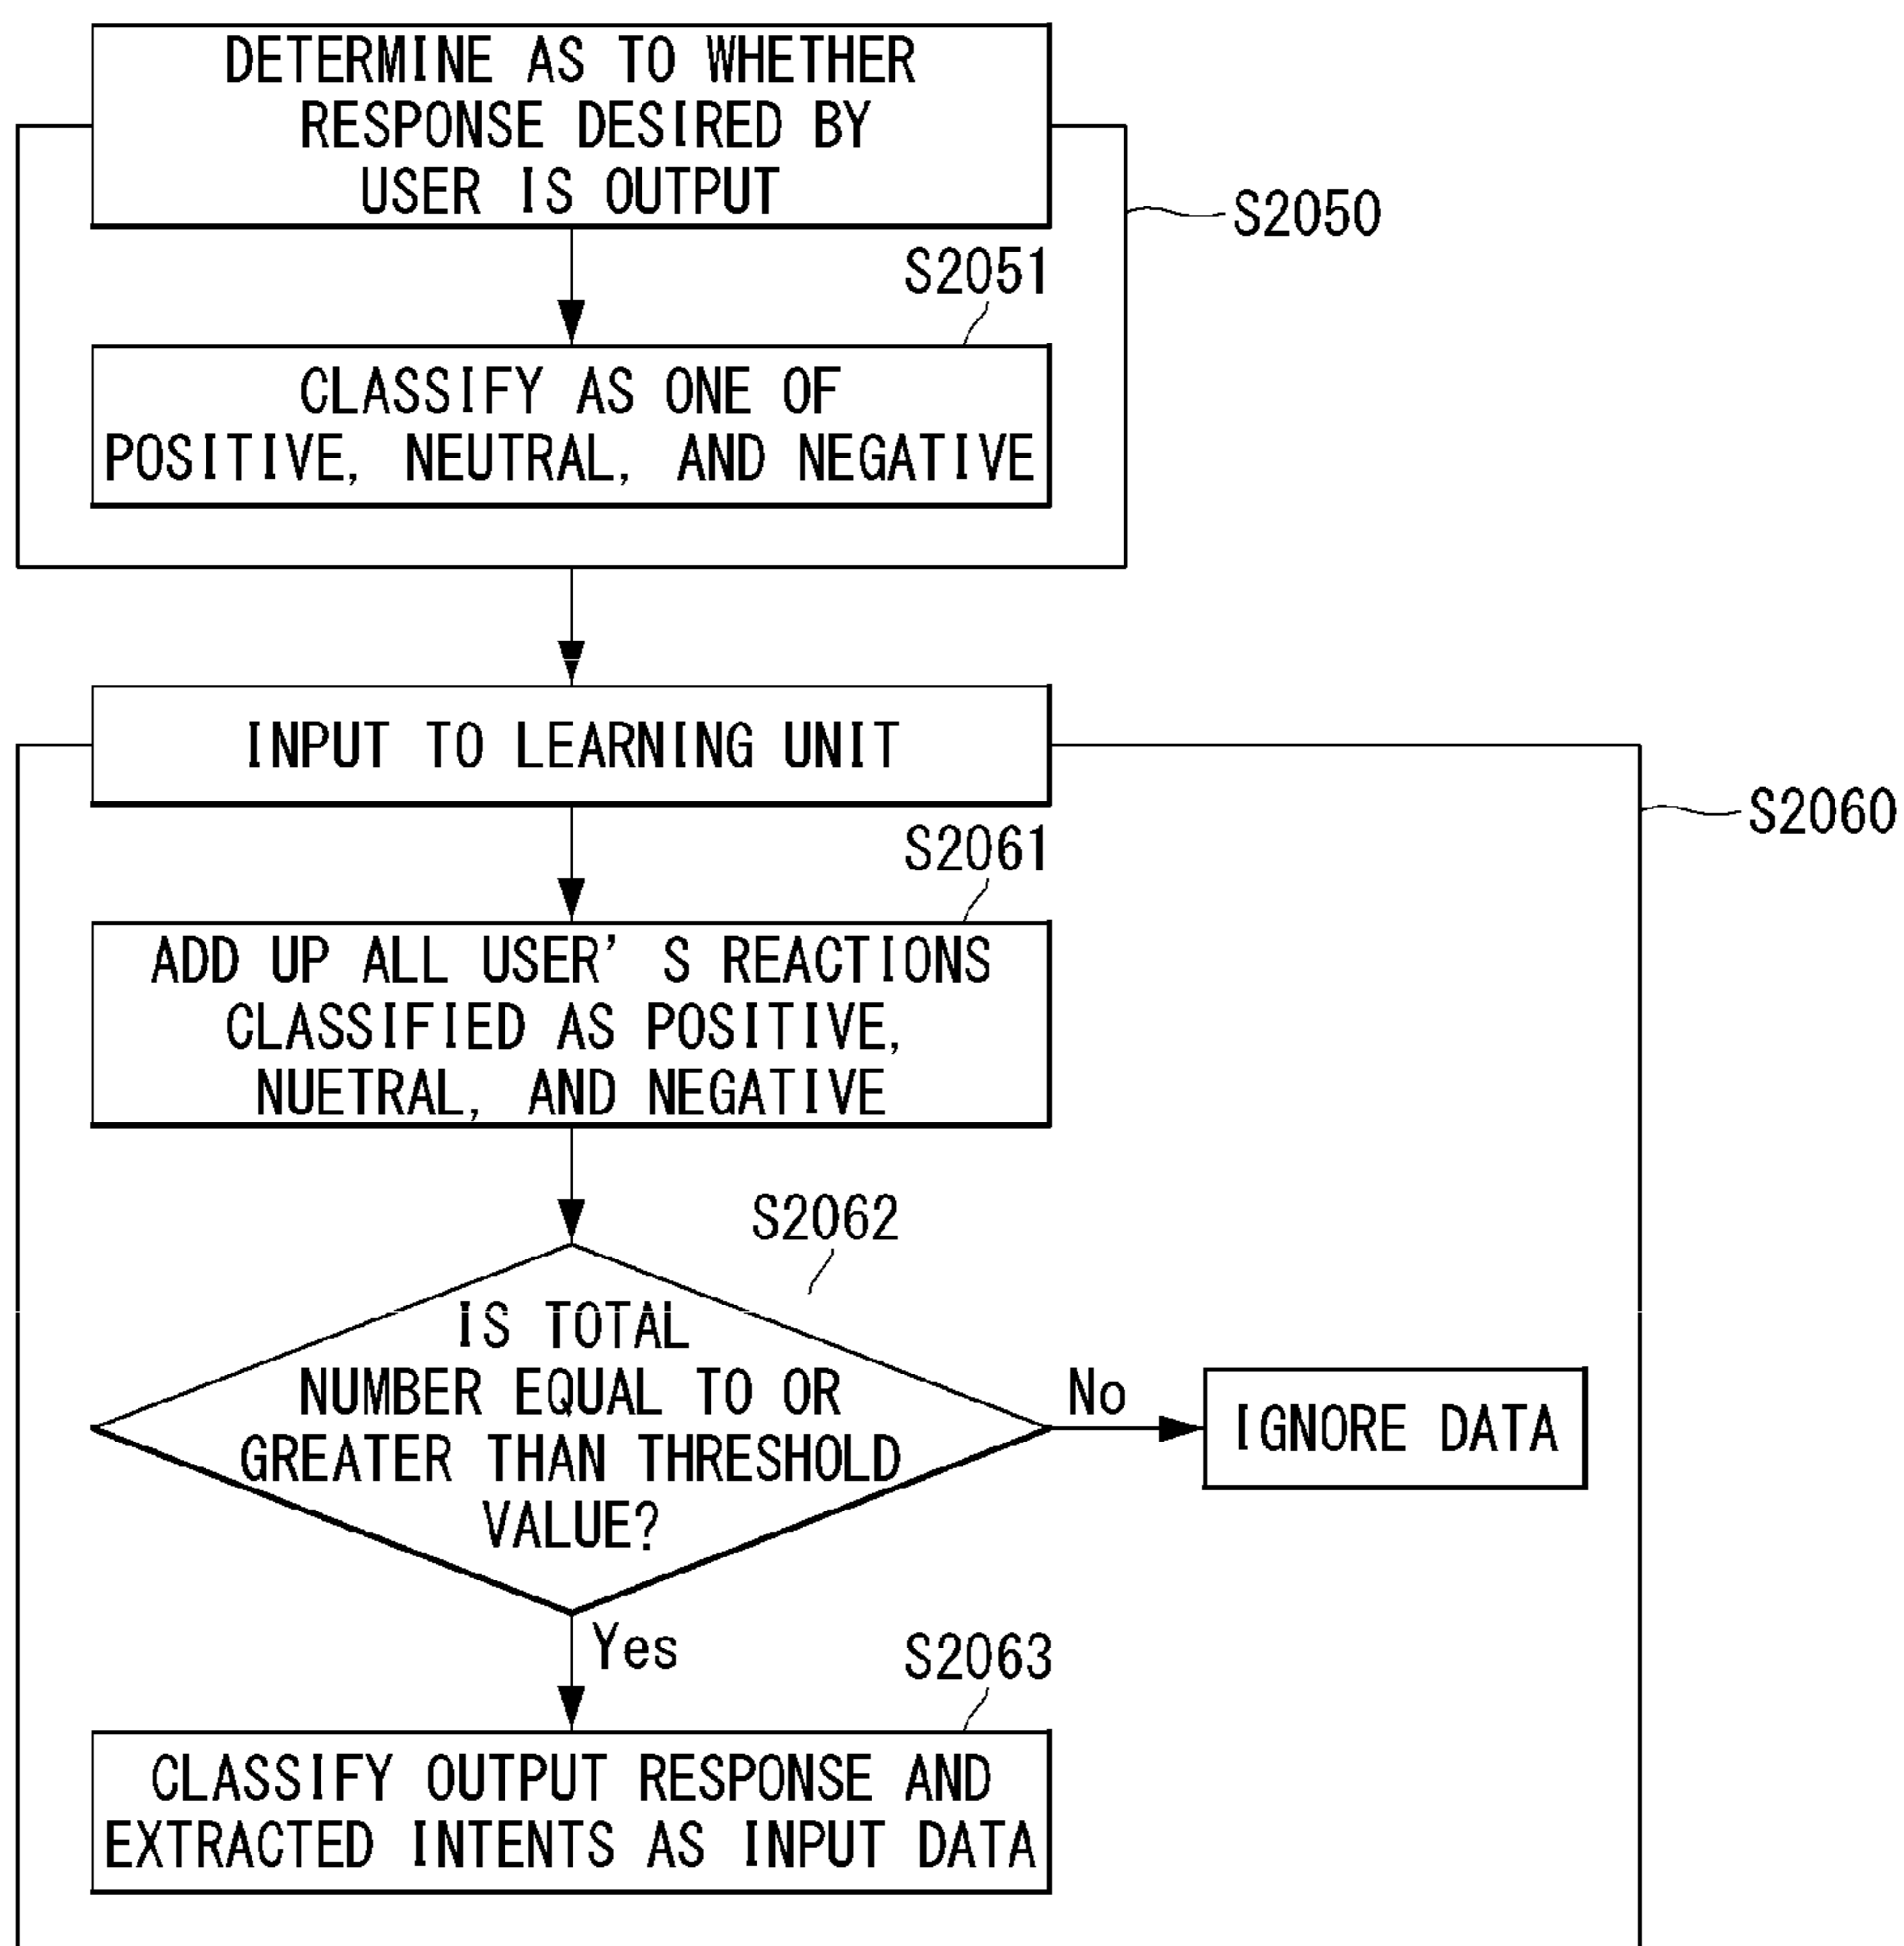 DETERMINE AS TO WHETHER
RESPONSE DESIRED BY
USER IS OUTPUT
S2050
S2051
CLASSIFY AS ONE OF
POSITIVE, NEUTRAL, AND NEGATIVE
INPUT TO LEARNING UNIT
S2060
S2061
ADD UP ALL USER' S REACTIONS
CLASSIFIED AS POSITIVE,
NUETRAL, AND NEGATIVE
S2062
IS TOTAL
NUMBER EQUAL TO OR
GREATER THAN THRESHOLD
VALUE?
No
IGNORE DATA
Yes
S2063
CLASSIFY OUTPUT RESPONSE AND
EXTRACTED INTENTS AS INPUT DATA